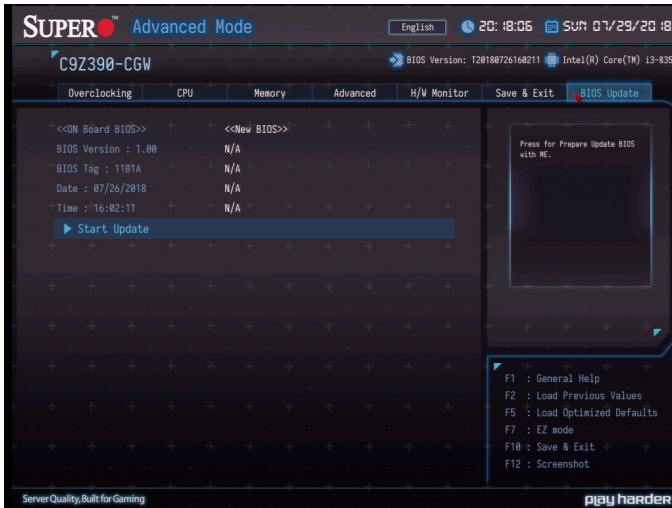 SUPER™ Advanced Mode English 20:18:06 SUN 07/29/2018
C9Z390-CGW BIOS Version: T20180726160211 Intel(R) Core(TM) i3-835
Overclocking CPU Memory Advanced H/W Monitor Save & Exit BIOS Update
<<ON Board BIOS>> <<New BIOS>>
BIOS Version : 1.00 N/A
BIOS Tag : 11B1A N/A
Date : 07/26/2018 N/A
Time : 16:02:11 N/A
Start Update
Press for Prepare Update BIOS
with ME.
F1 : General Help
F2 : Load Previous Values
F5 : Load Optimized Defaults
F7 : EZ mode
F10 : Save & Exit
F12 : Screenshot
Server Quality, Built for Gaming play harder